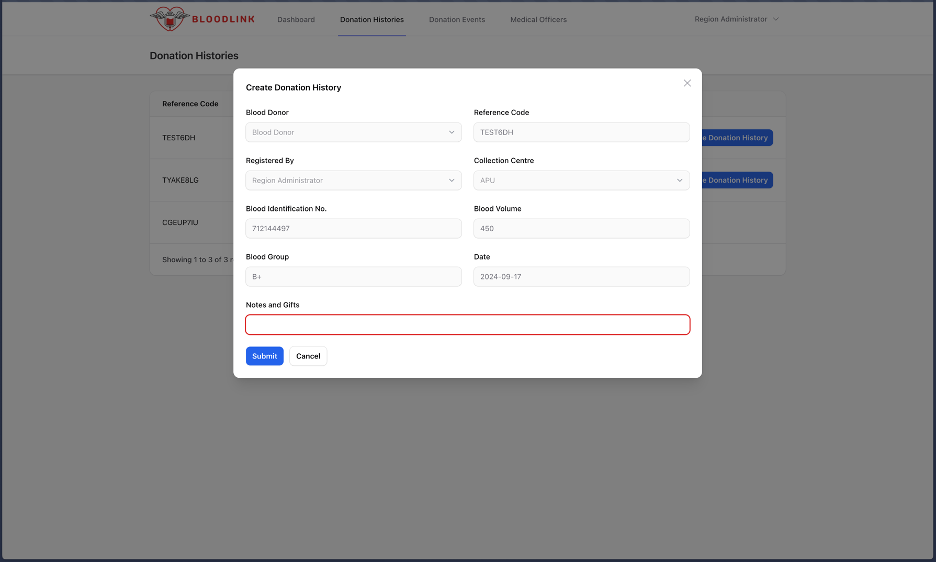 BLOODLINK Dashboard Donation Histories Donation Events Medical Officers Region Administrator
Donation Histories
Create Donation History
Reference Code
Blood Donor Reference Code
Blood Donor TEST6DH
TEST6DH e Donation History
Registered By Collection Centre
Region Administrator APU
TYAKE8LG e Donation History
Blood Identification No. Blood Volume
712144497 450
CGEUP7IU
Blood Group Date
Showing 1 to 3 of 3 r
B+ 2024-09-17
Notes and Gifts
Submit Cancel